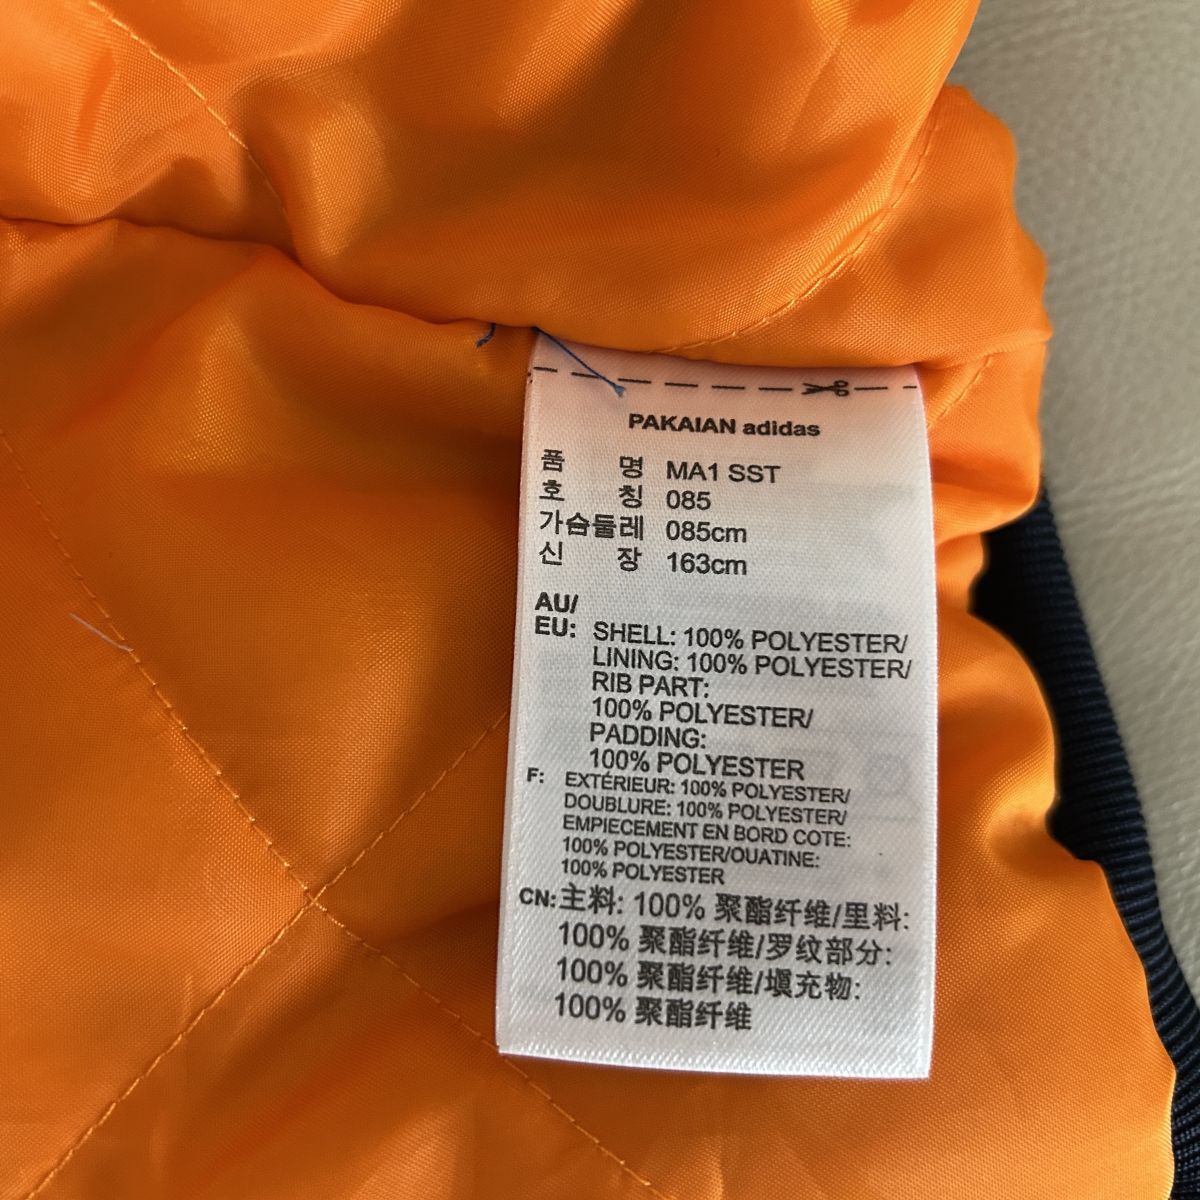 PAKAIAN adidas
품 명 MA1 SST
호 칭 085
가슴둘레 085cm
신 장 163cm
AU/
EU: SHELL: 100% POLYESTER/
LINING: 100% POLYESTER/
RIB PART:
100% POLYESTER/
PADDING:
100% POLYESTER
F: EXTÉRIEUR: 100% POLYESTER/
DOUBLURE: 100% POLYESTER/
EMPIECEMENT EN BORD COTE:
100% POLYESTER/OUATINE:
100% POLYESTER
CN: 主料: 100% 聚酯纤维/里料:
100% 聚酯纤维/罗纹部分:
100% 聚酯纤维/填充物:
100% 聚酯纤维